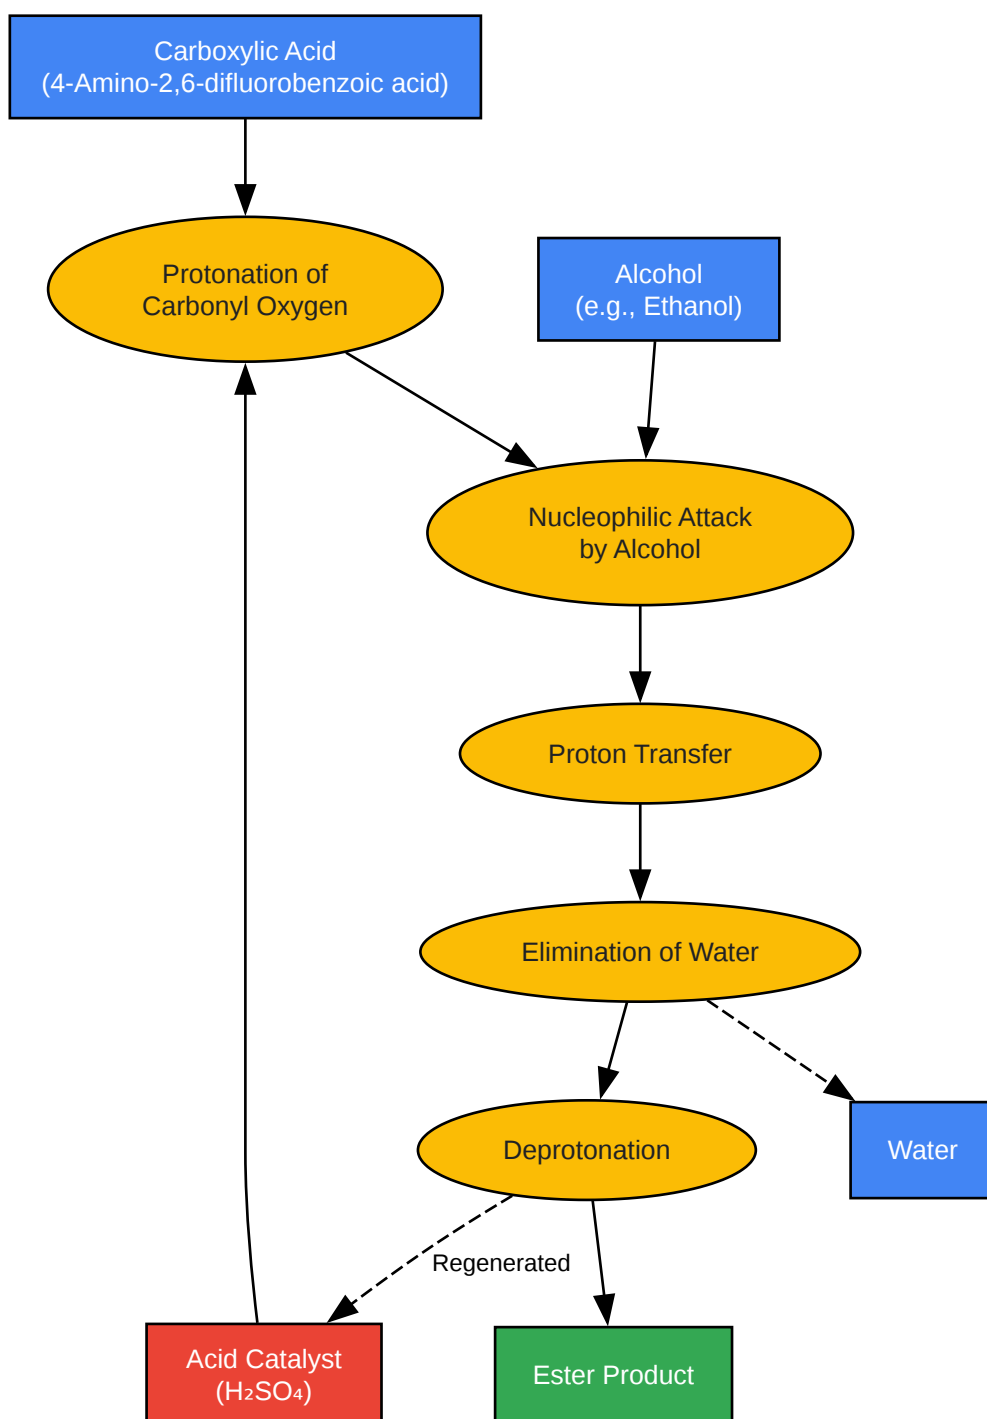 Carboxylic Acid
(4-Amino-2,6-difluorobenzoic acid)
Protonation of
Carbonyl Oxygen
Alcohol
(e.g., Ethanol)
Nucleophilic Attack
by Alcohol
Proton Transfer
Elimination of Water
Deprotonation
Water
Regenerated
Acid Catalyst
(H₂SO₄)
Ester Product